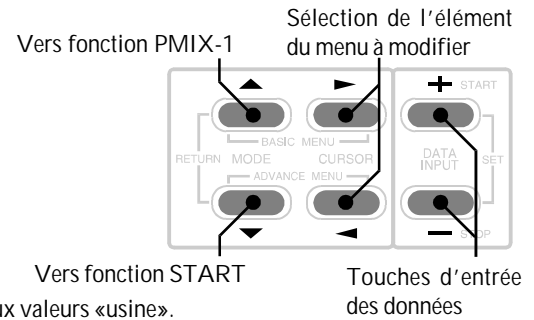 Sélection de l'élément
du menu à modifier
Vers fonction PMIX-1
START
BASIC MENU
RETURN MODE CURSOR DATA INPUT SET
ADVANCE MENU
STOP
Vers fonction START
Touches d'entrée
des données
ux valeurs «usine».